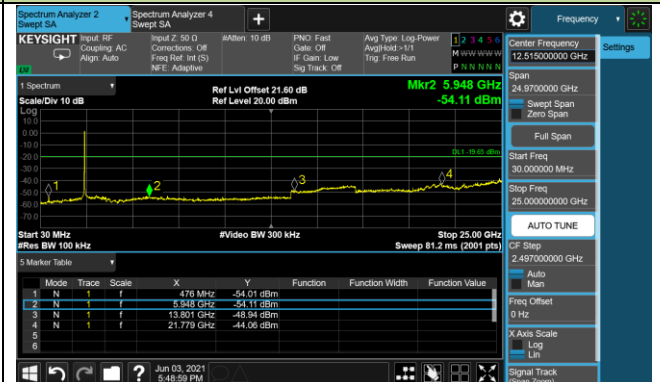 Spectrum Analyzer 2
Swept SA
Spectrum Analyzer 4
Swept SA
+
Frequency
KEYSIGHT
Input: RF
Coupling: AC
Align: Auto
Input Z: 50 Ω
Corrections: Off
Freq Ref: Int (S)
NFE: Adaptive
#Atten: 10 dB
PNO: Fast
Gate: Off
IF Gain: Low
Sig Track: Off
Avg Type: Log-Power
Avg|Hold:>1/1
Trig: Free Run
1 2 3 4 5 6
M W W W W W
P N N N N N
1 Spectrum
Scale/Div 10 dB
Ref Lvl Offset 21.60 dB
Ref Level 20.00 dBm
Mkr2 5.948 GHz
-54.11 dBm
Log
10.0
0.00
-10.0
-20.0
-30.0
-40.0
-50.0
-60.0
-70.0
DL1 -19.65 dBm
1
2
3
4
Start 30 MHz
#Res BW 100 kHz
#Video BW 300 kHz
Stop 25.00 GHz
Sweep 81.2 ms (2001 pts)
5 Marker Table
Mode Trace Scale X Y Function Function Width Function Value
1 N 1 f 476 MHz -54.01 dBm
2 N 1 f 5.948 GHz -54.11 dBm
3 N 1 f 13.801 GHz -48.94 dBm
4 N 1 f 21.779 GHz -44.06 dBm
5
6
?
Jun 03, 2021
5:48:59 PM
Center Frequency
12.515000000 GHz
Settings
Span
24.9700000 GHz
Swept Span
Zero Span
Full Span
Start Freq
30.000000 MHz
Stop Freq
25.000000000 GHz
AUTO TUNE
CF Step
2.497000000 GHz
Auto
Man
Freq Offset
0 Hz
X Axis Scale
Log
Lin
Signal Track
(Span Zoom)